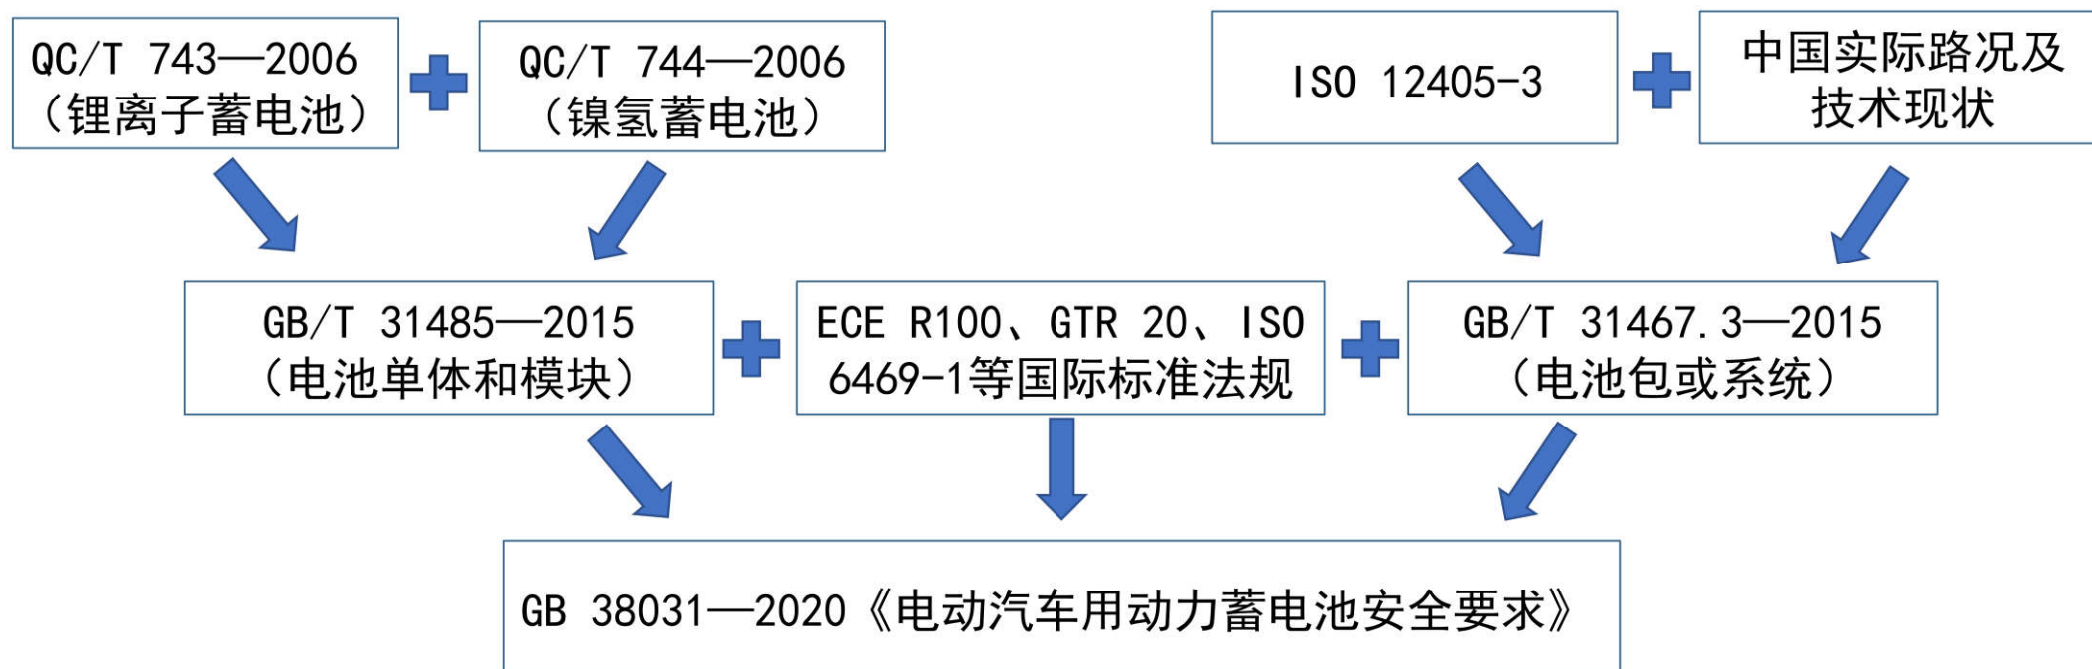 QC/T 743—2006
（锂离子蓄电池）
QC/T 744—2006
（镍氢蓄电池）
ISO 12405-3
中国实际路况及
技术现状
GB/T 31485—2015
（电池单体和模块）
ECE R100、GTR 20、ISO
6469-1等国际标准法规
GB/T 31467.3—2015
（电池包或系统）
GB 38031—2020《电动汽车用动力蓄电池安全要求》